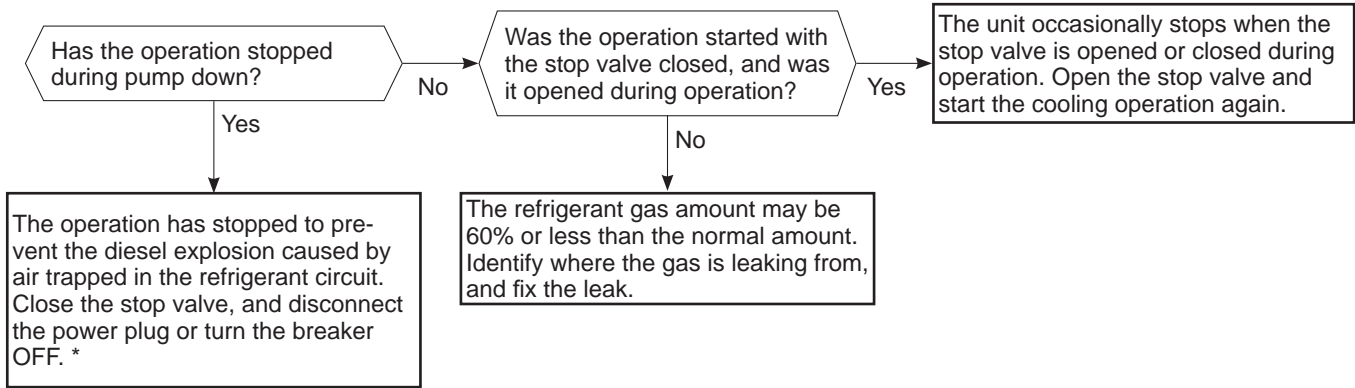 Has the operation stopped
during pump down?
No
Yes
Was the operation started with
the stop valve closed, and was
it opened during operation?
Yes
No
The unit occasionally stops when the
stop valve is opened or closed during
operation. Open the stop valve and
start the cooling operation again.
The operation has stopped to pre-
vent the diesel explosion caused by
air trapped in the refrigerant circuit.
Close the stop valve, and disconnect
the power plug or turn the breaker
OFF. *
The refrigerant gas amount may be
60% or less than the normal amount.
Identify where the gas is leaking from,
and fix the leak.